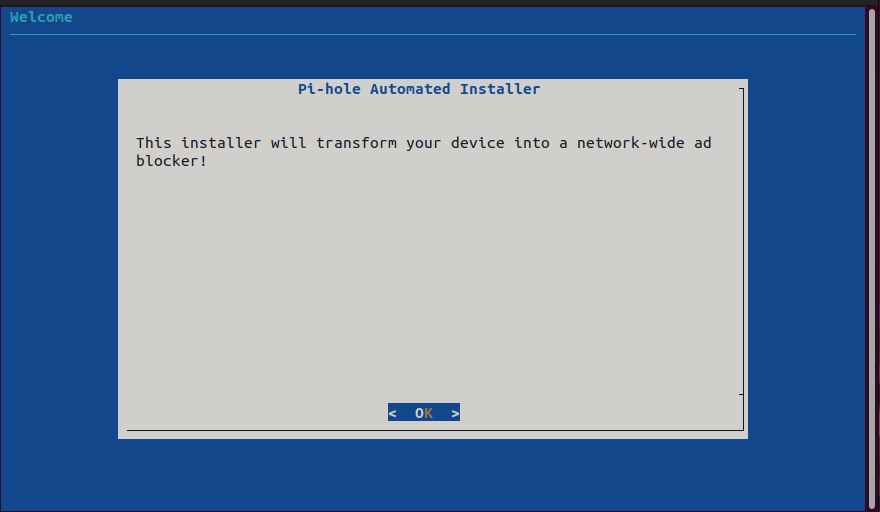 Welcome
Pi-hole Automated Installer
This installer will transform your device into a network-wide ad
blocker!
<  OK  >